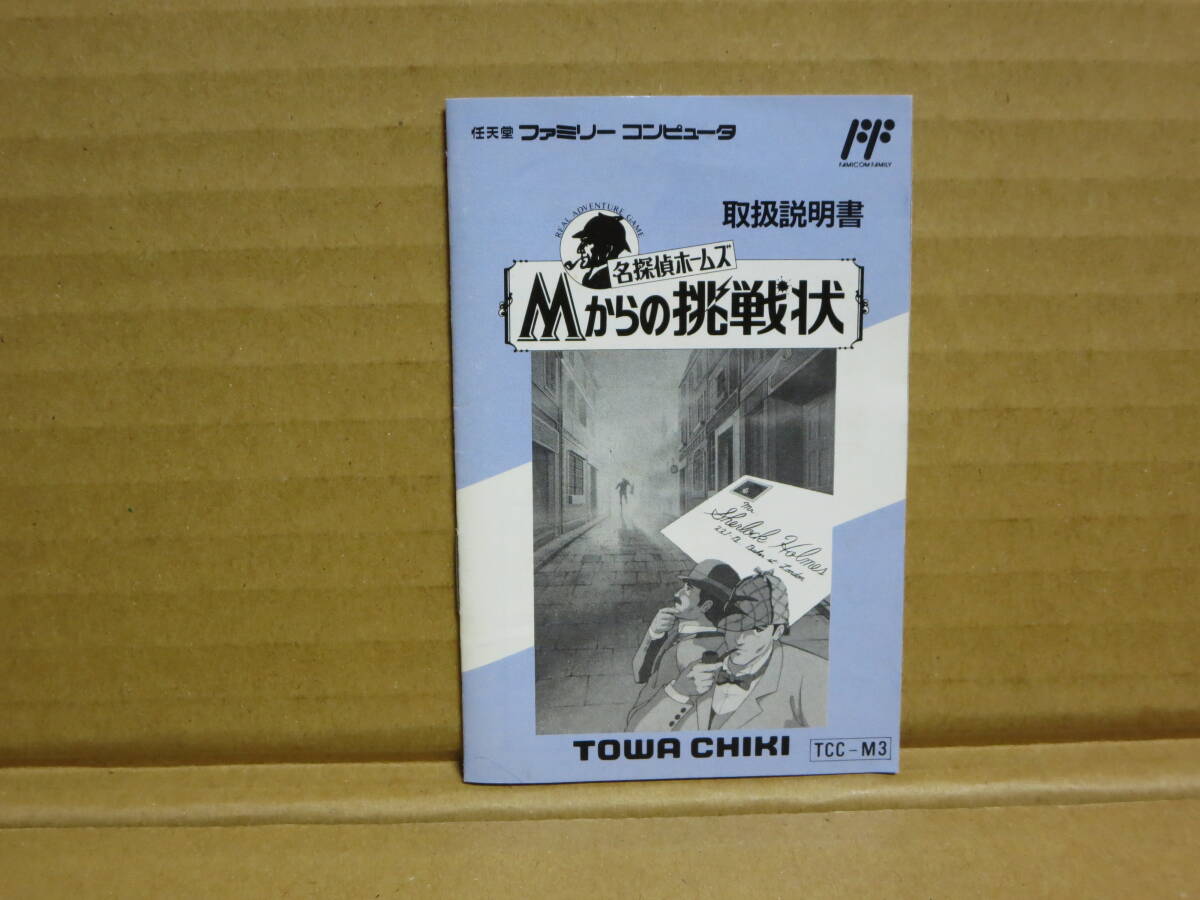 任天堂 ファミリー コンピュータ
FAMICOM FAMILY
取扱説明書
REAL ADVENTURE GAME
名探偵ホームズ
Mからの挑戦状
Mr.
Sherlock Holmes
TOWA CHIKI
TCC-M3